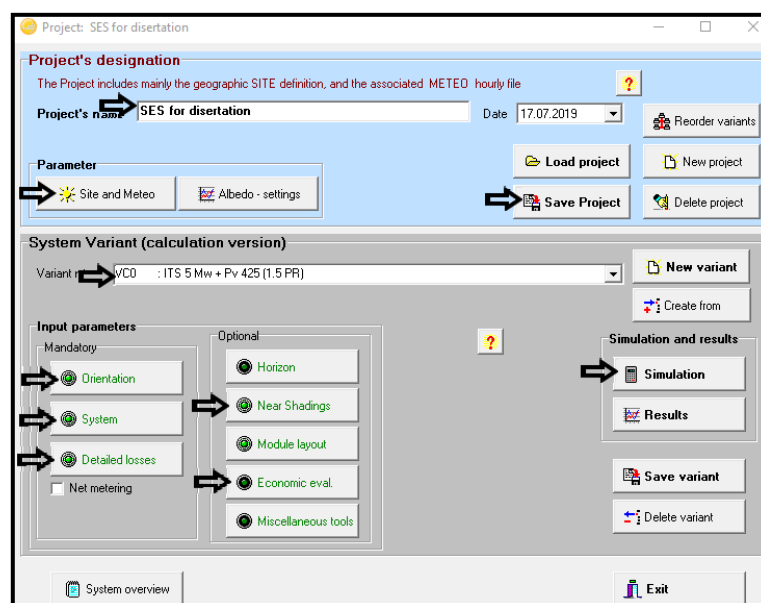 Project: SES for disertation
Project's designation
The Project includes mainly the geographic SITE definition, and the associated METEO hourly file
?
Project's name SES for disertation Date 17.07.2019
Reorder variants
Parameter
Load project New project
Site and Meteo Albedo - settings
Save Project Delete project
System Variant (calculation version)
VC0 : ITS 5 Mw + Pv 425 (1.5 PR)
New variant
Create from
Input parameters
Mandatory
Optional
?
Simulation and results
Orientation
Horizon
Simulation
System
Near Shadings
Results
Module layout
Detailed losses
Net metering
Economic eval.
Save variant
Miscellaneous tools
Delete variant
System overview
Exit